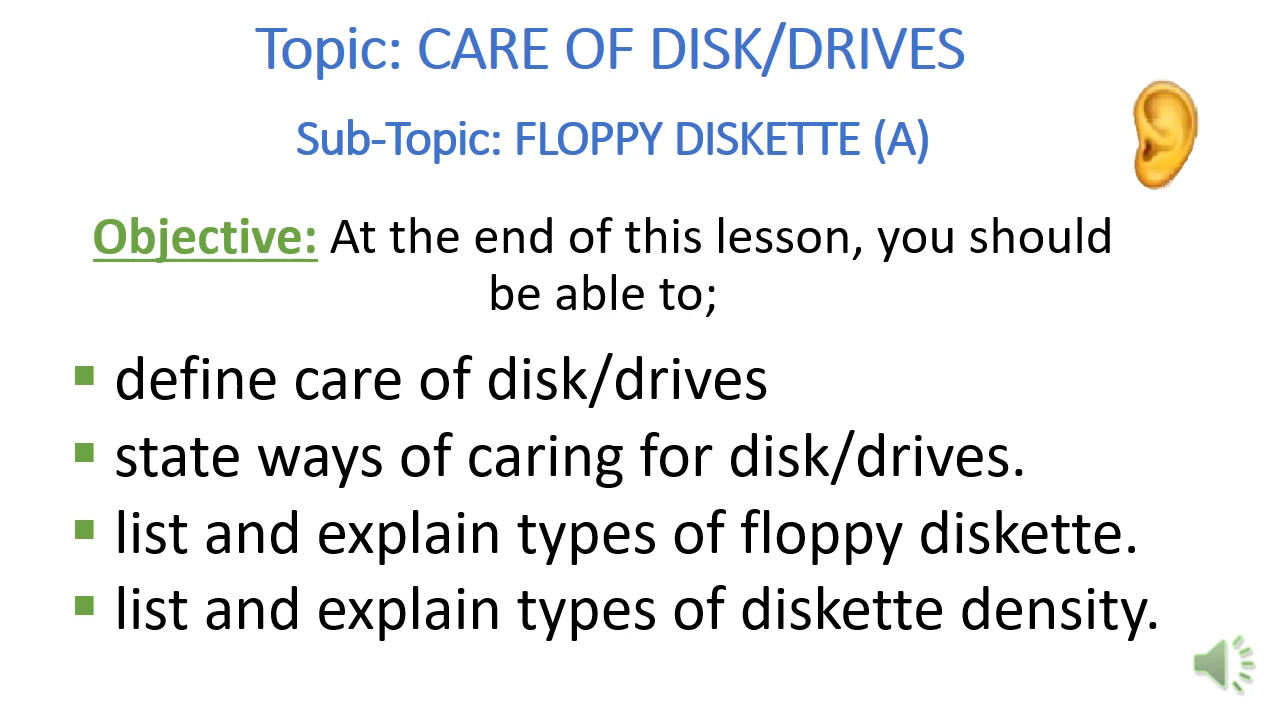 Topic: CARE OF DISK/DRIVES
Sub-Topic: FLOPPY DISKETTE (A)
Objective: At the end of this lesson, you should
be able to;
▪ define care of disk/drives
▪ state ways of caring for disk/drives.
▪ list and explain types of floppy diskette.
▪ list and explain types of diskette density.